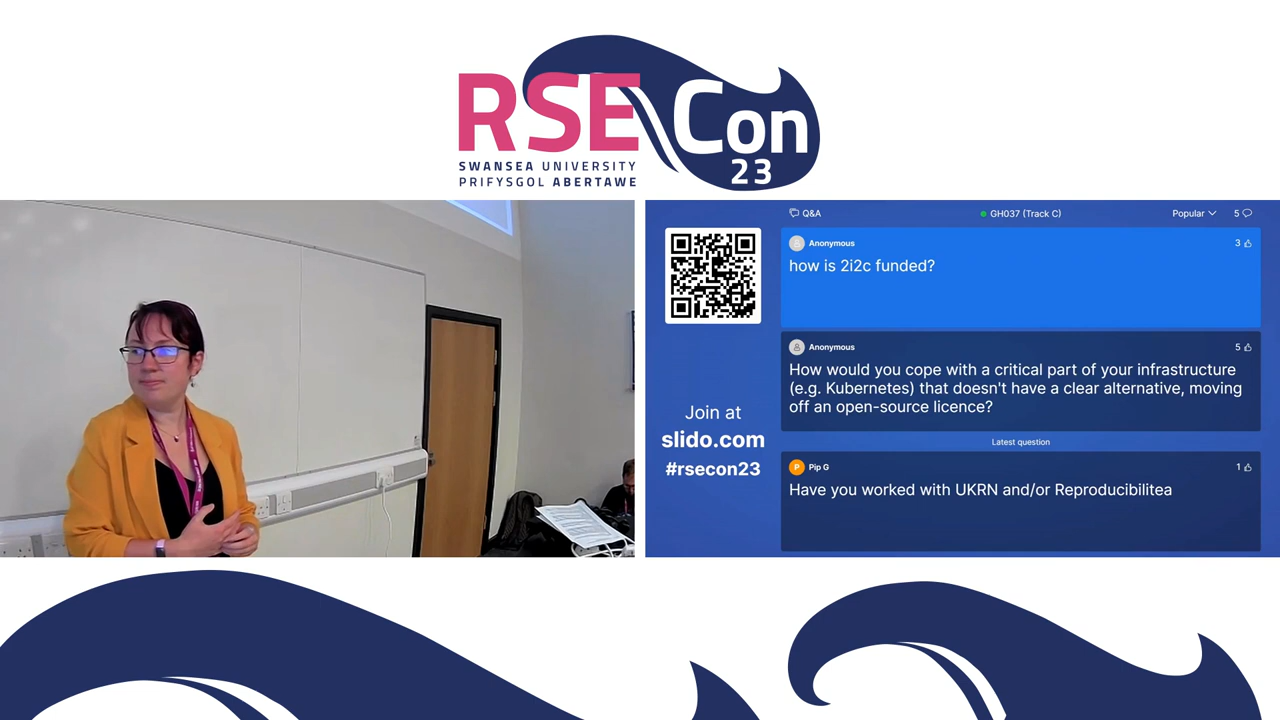 RSE Con
23
SWANSEA UNIVERSITY
PRIFYSGOL ABERTAWE
Q&A
GH037 (Track C)
Popular
5
Anonymous
3
how is 2i2c funded?
Anonymous
5
How would you cope with a critical part of your infrastructure
(e.g. Kubernetes) that doesn't have a clear alternative, moving
off an open-source licence?
Join at
slido.com
#rsecon23
Latest question
P
Pip G
1
Have you worked with UKRN and/or Reproducibilitea